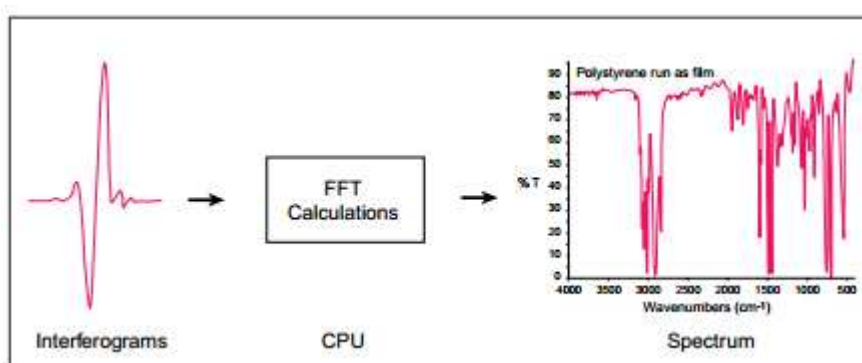 Polystyrene run as film
90
80
70
60
50
40
30
20
10
0
%T
4000 3500 3000 2500 2000 1500 1000 500
Wavenumbers (cm-1)
FFT
Calculations
Interferograms
CPU
Spectrum